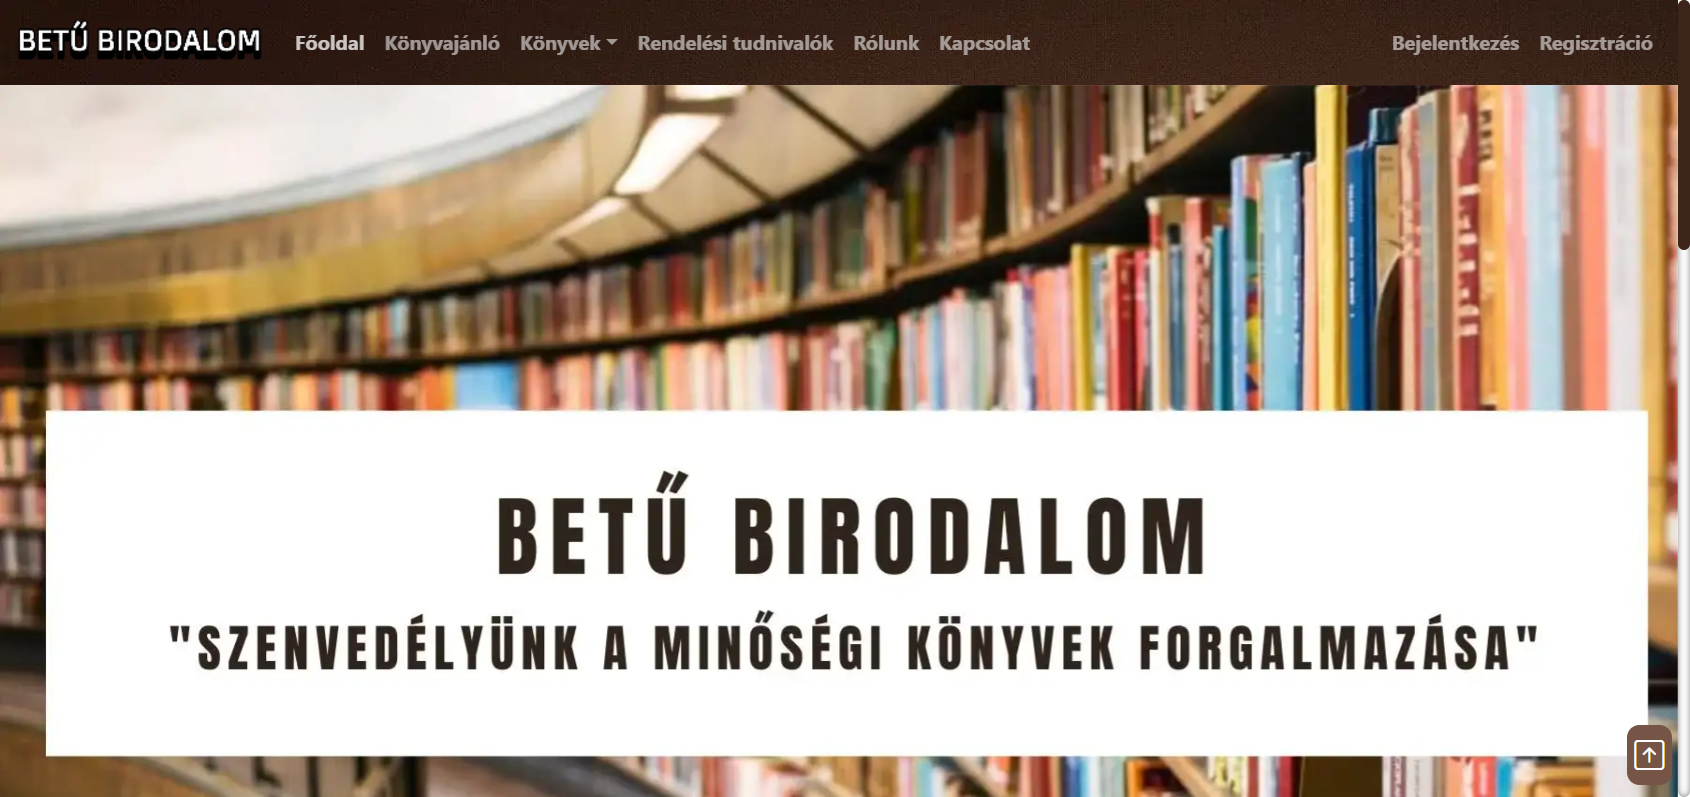 BETŰ BIRODALOM Főoldal Könyvajánló Könyvek Rendelési tudnivalók Rólunk Kapcsolat Bejelentkezés Regisztráció
BETŰ BIRODALOM
"SZENVEDÉLYÜNK A MINŐSÉGI KÖNYVEK FORGALMAZÁSA"